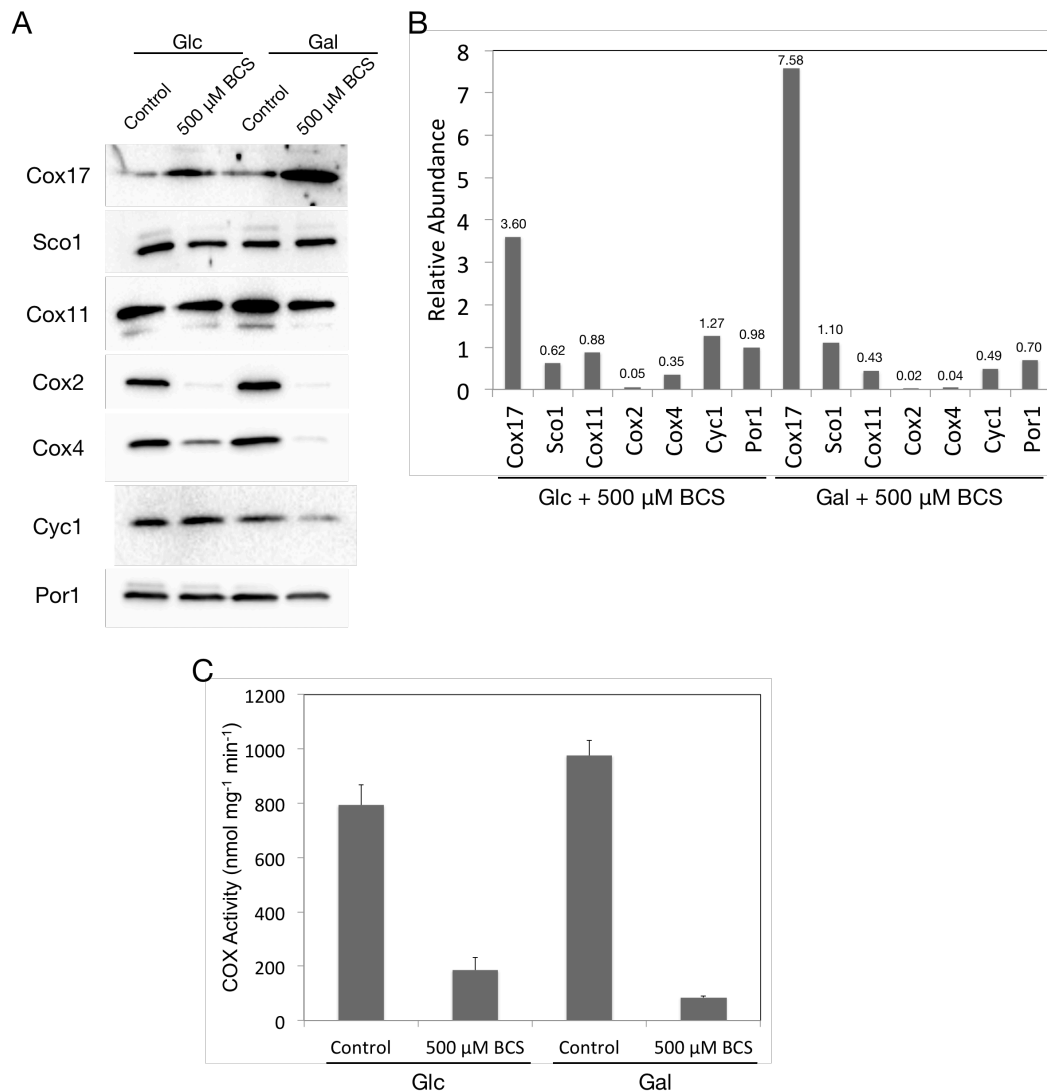 A
Glc Gal
Control 500 µM BCS Control 500 µM BCS
Cox17
Sco1
Cox11
Cox2
Cox4
Cyc1
Por1
B
Relative Abundance
8
7
6
5
4
3
2
1
0
3.60 0.62 0.88 0.05 0.35 1.27 0.98 7.58 1.10 0.43 0.02 0.04 0.49 0.70
Cox17 Sco1 Cox11 Cox2 Cox4 Cyc1 Por1 Cox17 Sco1 Cox11 Cox2 Cox4 Cyc1 Por1
Glc + 500 µM BCS Gal + 500 µM BCS
C
COX Activity (nmol mg⁻¹ min⁻¹)
1200
1000
800
600
400
200
0
Control 500 µM BCS Control 500 µM BCS
Glc Gal